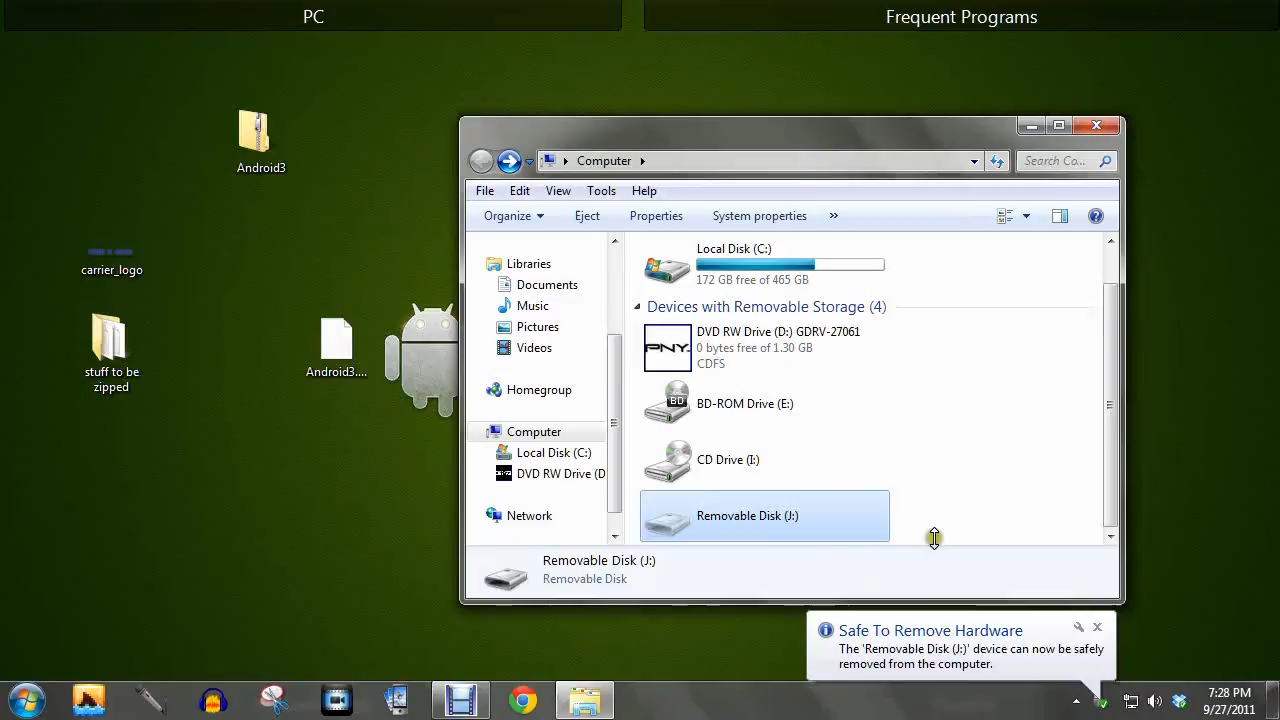 PC
Frequent Programs
Android3
carrier_logo
stuff to be
zipped
Android3....
Computer
Search Co...
File Edit View Tools Help
Organize Eject Properties System properties »
Libraries
Documents
Music
Pictures
Videos
Homegroup
Computer
Local Disk (C:)
DVD RW Drive (D
Network
Local Disk (C:)
172 GB free of 465 GB
Devices with Removable Storage (4)
PNY.
DVD RW Drive (D:) GDRV-27061
0 bytes free of 1.30 GB
CDFS
BD
BD-ROM Drive (E:)
CD Drive (I:)
Removable Disk (J:)
Removable Disk (J:)
Removable Disk
Safe To Remove Hardware
The 'Removable Disk (J:)' device can now be safely
removed from the computer.
7:28 PM
9/27/2011